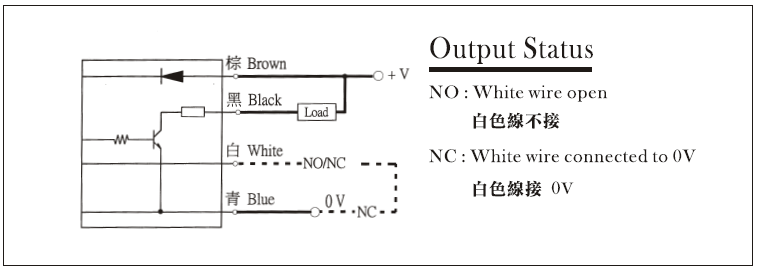 棕 Brown
+ V
黑 Black
Load
白 White
NO/NC
青 Blue
0 V
NC
Output Status
NO : White wire open
白色線不接
NC : White wire connected to 0V
白色線接 0V